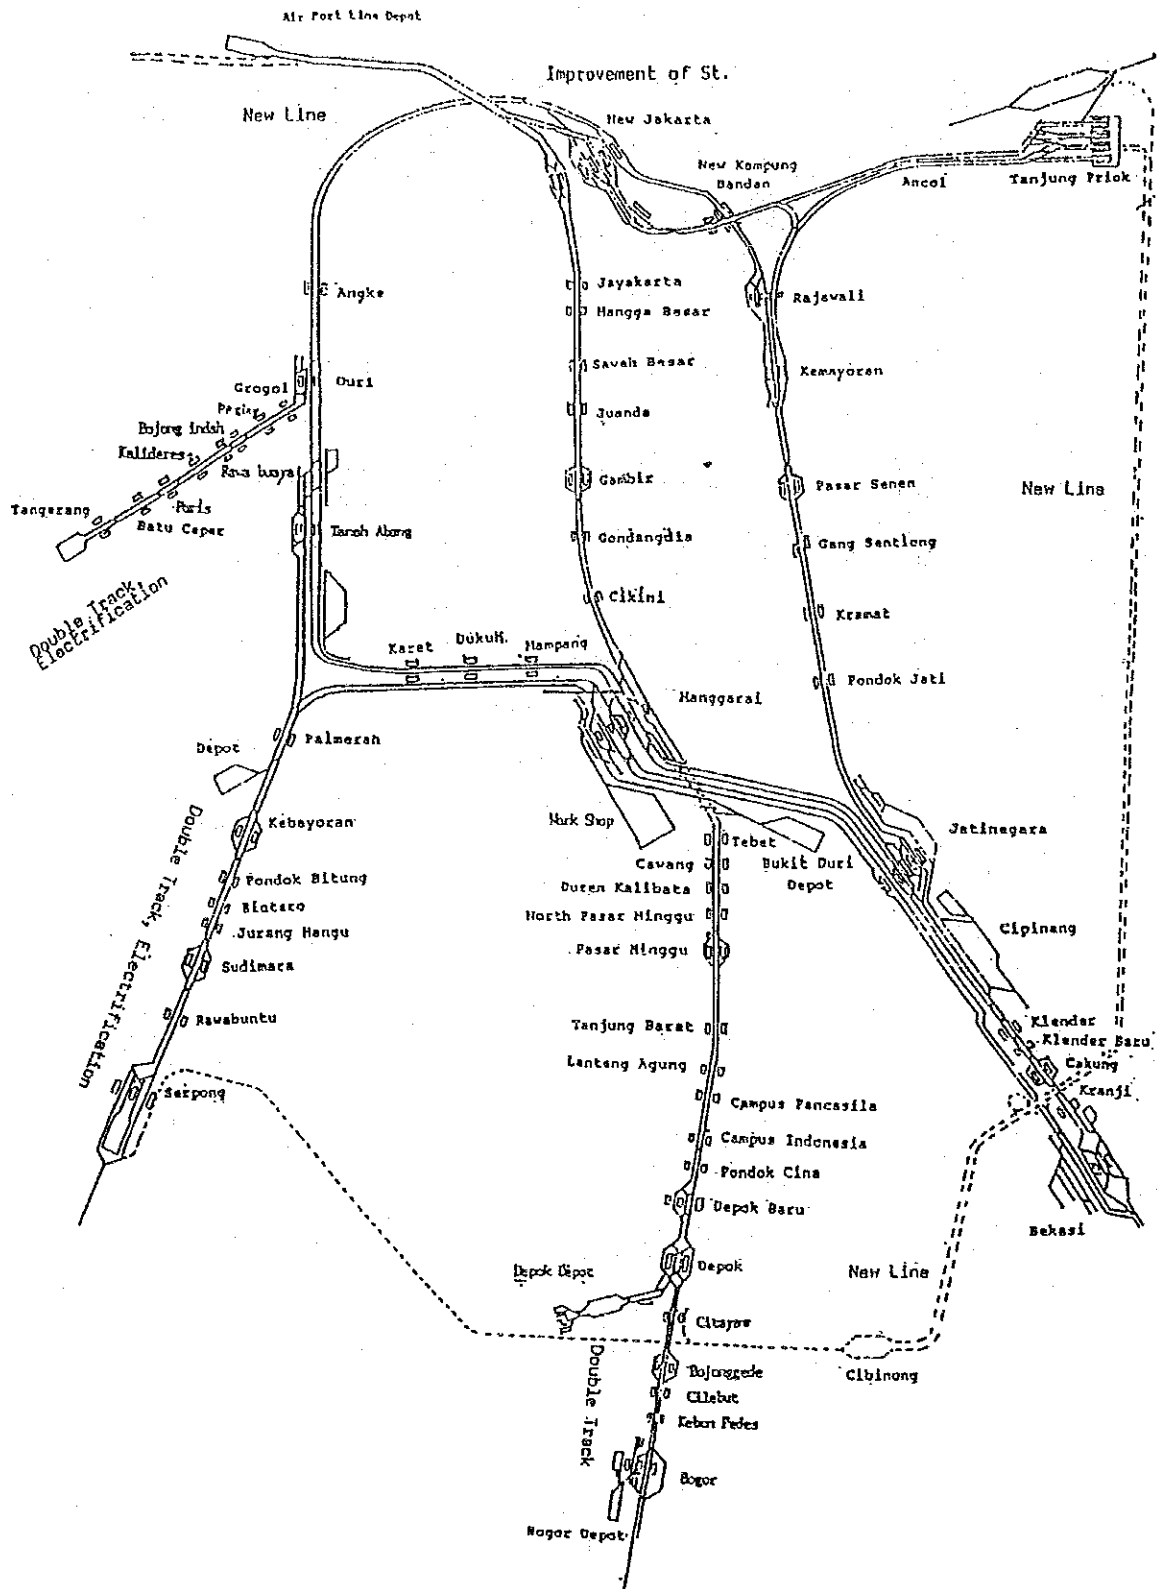 Air Port Line Depot
Improvement of St.
New Line
New Jakarta
New Kampung
Bandan
Ancol
Tanjung Priok
Angke
Jayakarta
Mangga Besar
Rajawali
Sawah Besar
Kemayoran
Grogol
Duri
Pesing
Juanda
Bojong indah
Kalideres
Rawa buaya
Gambir
Pasar Senen
New Line
Tangerang
Poris
Batu Ceper
Tanah Abang
Gondangdia
Gang Sentiong
Double Track,
Electrification
Cikini
Kramat
Karet
Dukuh.
Mampang
Pondok Jati
Manggarai
Palmerah
Depot
Double Track, Electrification
Kebayoran
Work Shop
Tebet
Jatinegara
Cawang
Bukit Duri
Depot
Pondok Bitung
Duren Kalibata
Bintaro
North Pasar Minggu
Jurang Mangu
Cipinang
Pasar Minggu
Sudimara
Rawabuntu
Tanjung Barat
Klender
Klender Baru
Cakung
Lenteng Agung
Kranji
Serpong
Campus Pancasila
Campus Indonesia
Pondok Cina
Depok Baru
Bekasi
Depok
Depok Depot
New Line
Citayam
Double Track
Bojonggede
Cibinong
Cilebut
Kebon Pedes
Bogor
Bogor Depot